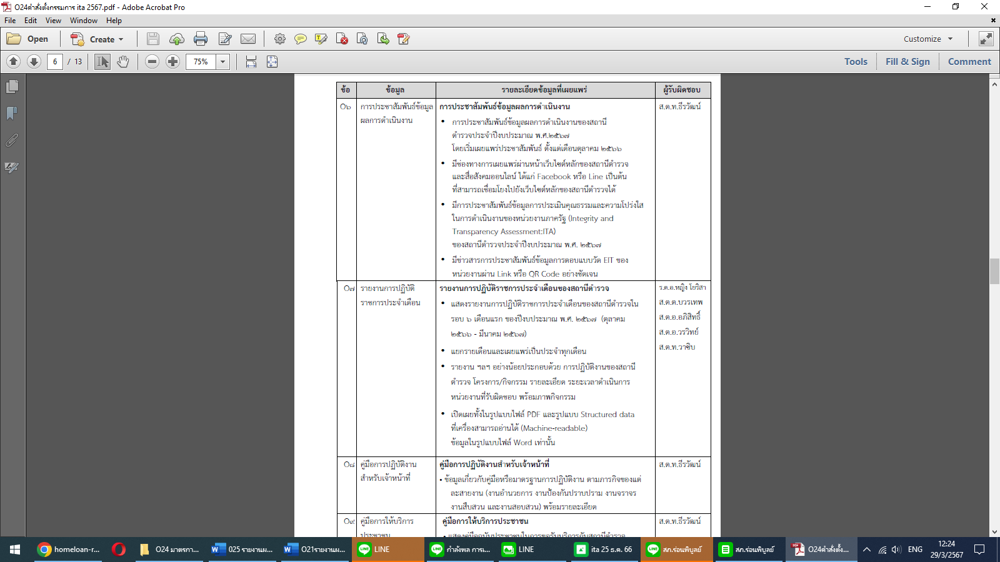 O24คำสั่งตั้งกรรมการ ita 2567.pdf - Adobe Acrobat Pro
File Edit View Window Help
Open Create Customize
6 / 13 75% Tools Fill & Sign Comment
ข้อ ข้อมูล รายละเอียดข้อมูลที่เผยแพร่ ผู้รับผิดชอบ
O๖ การประชาสัมพันธ์ข้อมูล
ผลการดำเนินงาน
การประชาสัมพันธ์ข้อมูลผลการดำเนินงาน
• การประชาสัมพันธ์ข้อมูลผลการดำเนินงานของสถานี
ตำรวจประจำปีงบประมาณ พ.ศ.๒๕๖๗
โดยเริ่มเผยแพร่ประชาสัมพันธ์ ตั้งแต่เดือนตุลาคม ๒๕๖๖
• มีช่องทางการเผยแพร่ผ่านหน้าเว็บไซต์หลักของสถานีตำรวจ
และสื่อสังคมออนไลน์ ได้แก่ Facebook หรือ Line เป็นต้น
ที่สามารถเชื่อมโยงไปยังเว็บไซต์หลักของสถานีตำรวจได้
• มีการประชาสัมพันธ์ข้อมูลการประเมินคุณธรรมและความโปร่งใส
ในการดำเนินงานของหน่วยงานภาครัฐ (Integrity and
Transparency Assessment:ITA)
ของสถานีตำรวจประจำปีงบประมาณ พ.ศ. ๒๕๖๗
• มีข่าวสารการประชาสัมพันธ์ข้อมูลการตอบแบบวัด EIT ของ
หน่วยงานผ่าน Link หรือ QR Code อย่างชัดเจน
ส.ต.ท.ธีรวัฒน์
O๗ รายงานการปฏิบัติ
ราชการประจำเดือน
รายงานการปฏิบัติราชการประจำเดือนของสถานีตำรวจ
• แสดงรายงานการปฏิบัติราชการประจำเดือนของสถานีตำรวจใน
รอบ ๖ เดือนแรก ของปีงบประมาณ พ.ศ. ๒๕๖๗ (ตุลาคม
๒๕๖๖ - มีนาคม ๒๕๖๗)
• แยกรายเดือนและเผยแพร่เป็นประจำทุกเดือน
• รายงาน ฯลฯ อย่างน้อยประกอบด้วย การปฏิบัติงานของสถานี
ตำรวจ โครงการ/กิจกรรม รายละเอียด ระยะเวลาดำเนินการ
หน่วยงานที่รับผิดชอบ พร้อมภาพกิจกรรม
• เปิดเผยทั้งในรูปแบบไฟล์ PDF และรูปแบบ Structured data
ที่เครื่องสามารถอ่านได้ (Machine-readable)
ข้อมูลในรูปแบบไฟล์ Word เท่านั้น
ร.ต.อ.หญิง โยริสา
ส.ต.ต.บวรเทพ
ส.ต.อ.อภิสิทธิ์
ส.ต.อ.วรวิทย์
ส.ต.ท.วาซิบ
O๘ คู่มือการปฏิบัติงาน
สำหรับเจ้าหน้าที่
คู่มือการปฏิบัติงานสำหรับเจ้าหน้าที่
• ข้อมูลเกี่ยวกับคู่มือหรือมาตรฐานการปฏิบัติงาน ตามภารกิจของแต่
ละสายงาน (งานอำนวยการ งานป้องกันปราบปราม งานจราจร
งานสืบสวน และงานสอบสวน) พร้อมรายละเอียด
ส.ต.ท.ธีรวัฒน์
O๙ คู่มือการให้บริการ
ประชาชน
คู่มือการให้บริการประชาชน
• แสดงคู่มือฉบับประชาชนในการขอรับบริการกับสถานีตำรวจ
ส.ต.ท.ธีรวัฒน์
homeloan-r... O24 มาตรกา... 025 รายงานผ... O21รายงานผ... LINE กำลังพล การเ... LINE ita 25 ธ.ค. 66 สภ.ร่อนพิบูลย์ สภ.ร่อนพิบูลย์ O24คำสั่งตั้ง... ENG 12:24
29/3/2567